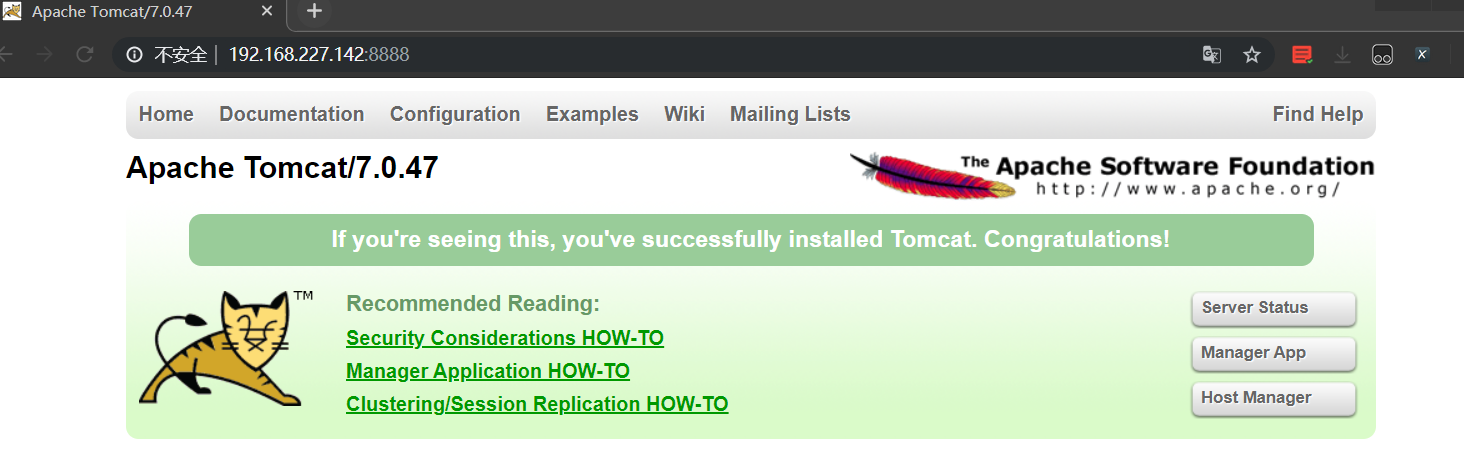 Apache Tomcat/7.0.47
不安全 192.168.227.142:8888
Home Documentation Configuration Examples Wiki Mailing Lists Find Help
Apache Tomcat/7.0.47
The Apache Software Foundation
http://www.apache.org/
If you're seeing this, you've successfully installed Tomcat. Congratulations!
TM
Recommended Reading:
Security Considerations HOW-TO
Manager Application HOW-TO
Clustering/Session Replication HOW-TO
Server Status
Manager App
Host Manager